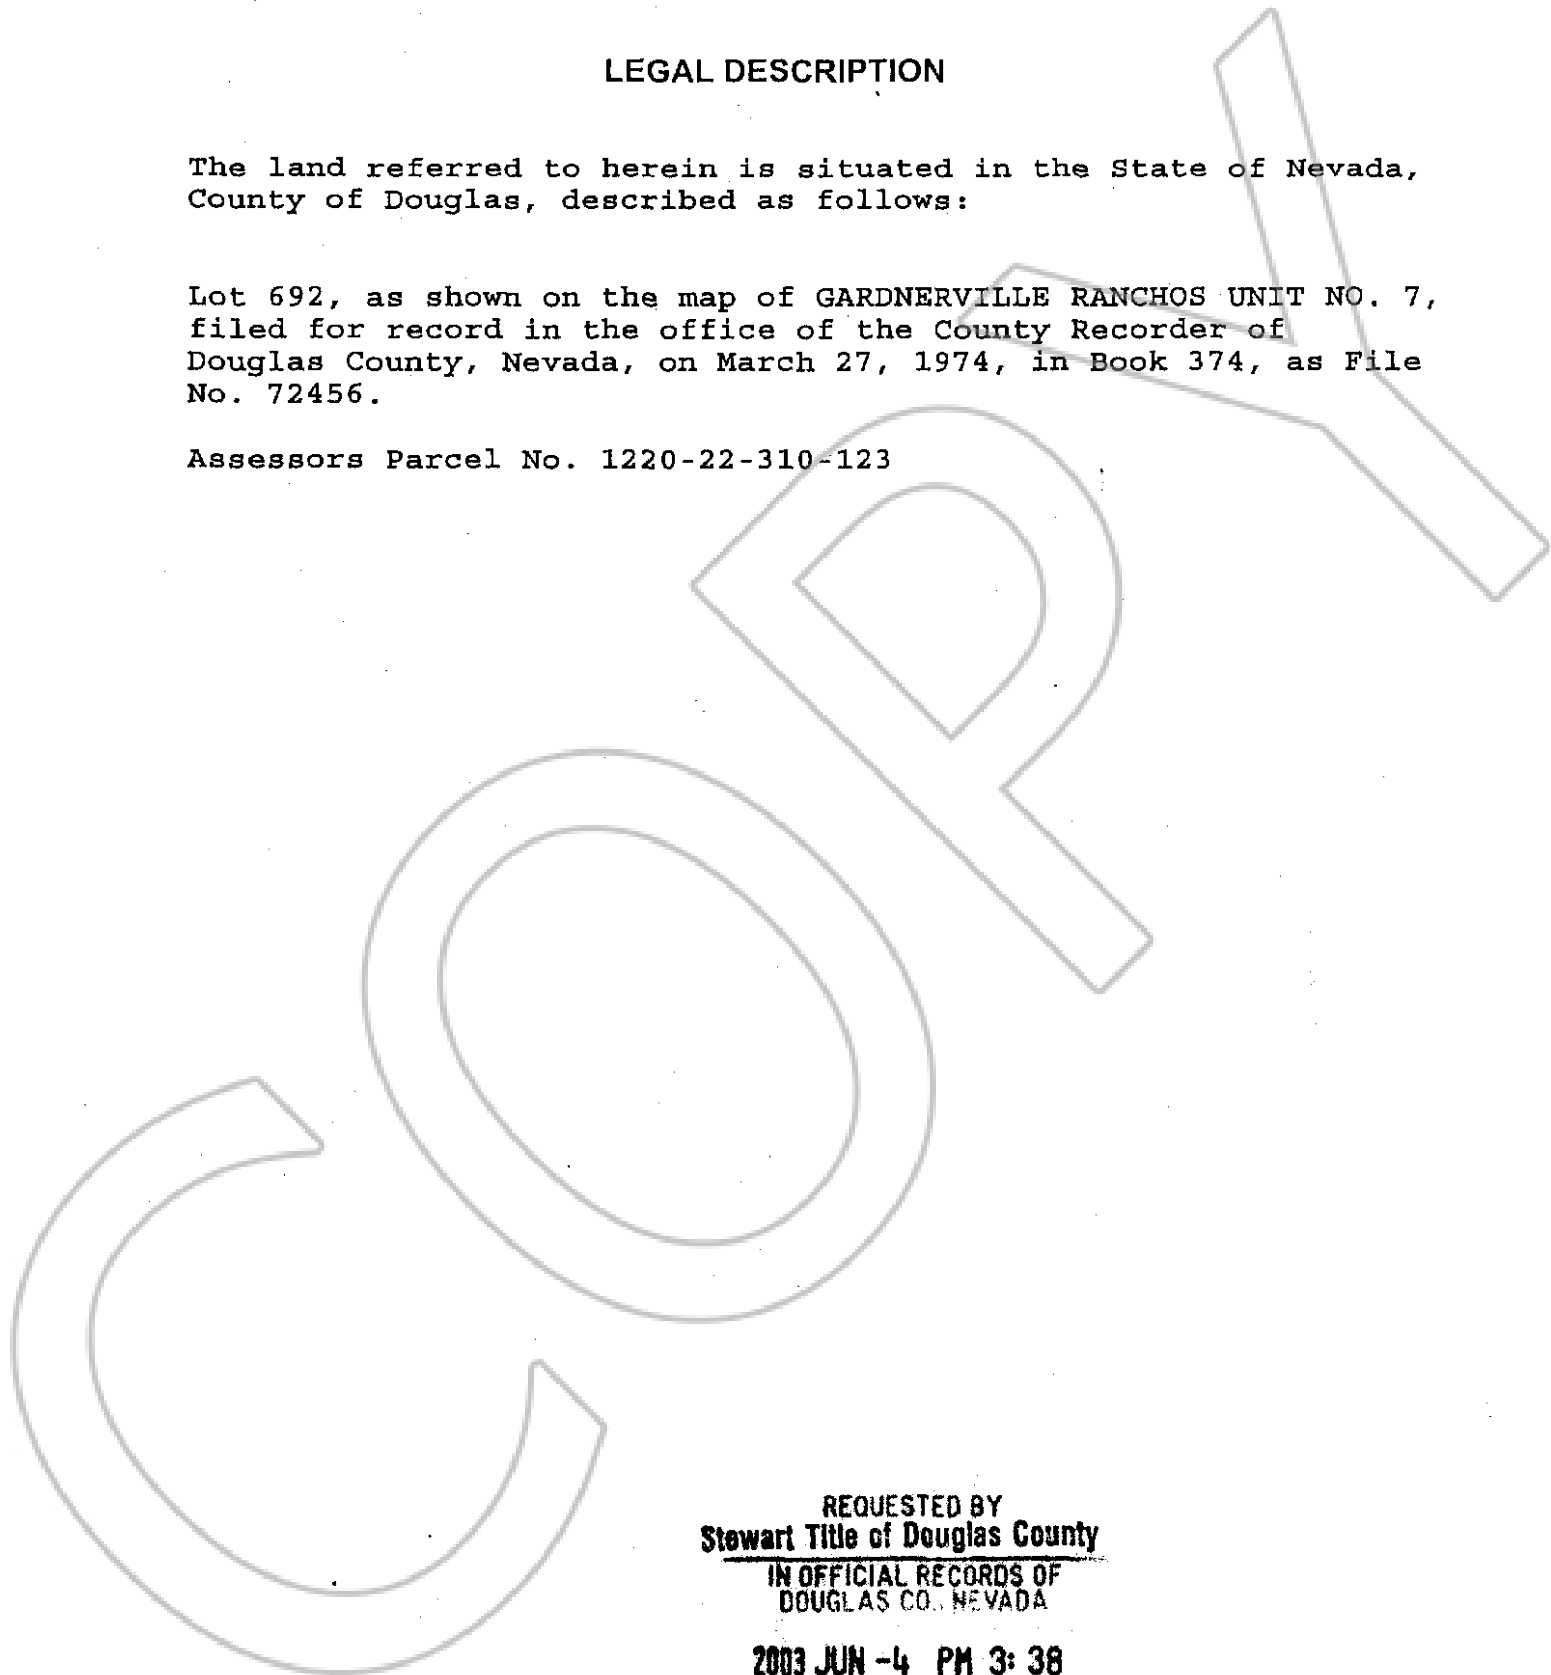 LEGAL DESCRIPTION
The land referred to herein is situated in the State of Nevada,
County of Douglas, described as follows:
Lot 692, as shown on the map of GARDNERVILLE RANCHOS UNIT NO. 7,
filed for record in the office of the County Recorder of
Douglas County, Nevada, on March 27, 1974, in Book 374, as File
No. 72456.
Assessors Parcel No. 1220-22-310-123
COPY
REQUESTED BY
Stewart Title of Douglas County
IN OFFICIAL RECORDS OF
DOUGLAS CO., NEVADA
2003 JUN -4 PM 3: 38